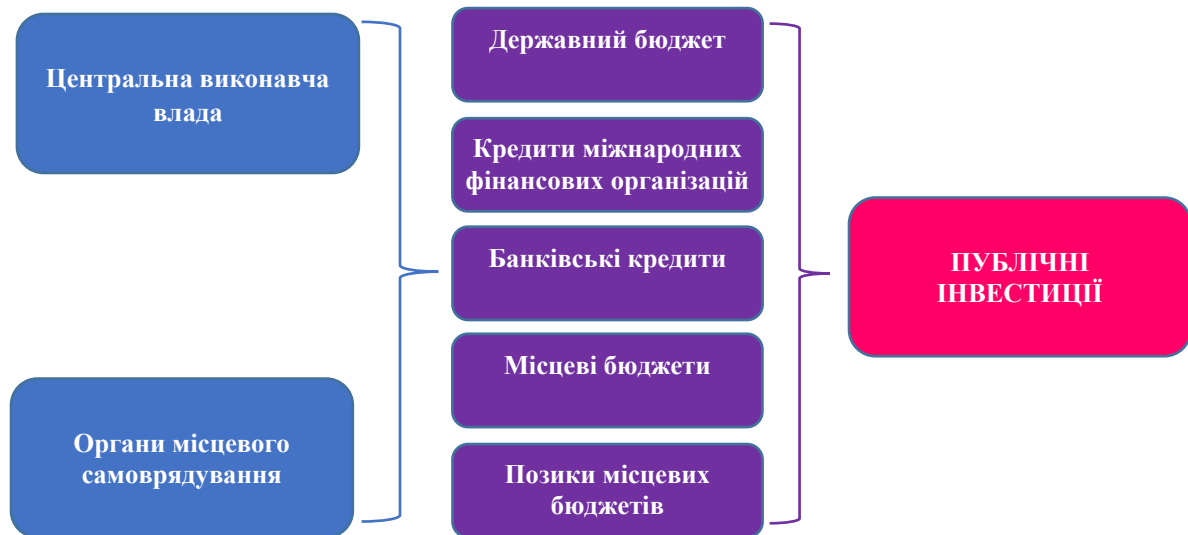 Центральна виконавча
влада
Органи місцевого
самоврядування
Державний бюджет
Кредити міжнародних
фінансових організацій
Банківські кредити
Місцеві бюджети
Позики місцевих
бюджетів
ПУБЛІЧНІ
ІНВЕСТИЦІЇ